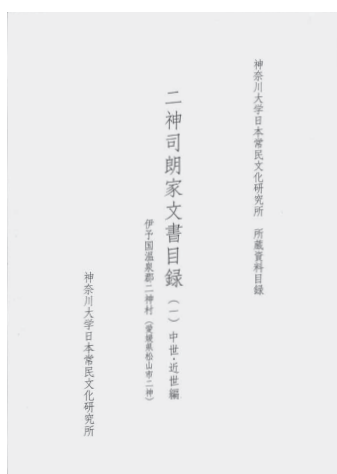 神奈川大学日本常民文化研究所　所蔵資料目録
二神司朗家文書目録（一）中世・近世編
伊予国温泉郡二神村（愛媛県松山市二神）
神奈川大学日本常民文化研究所